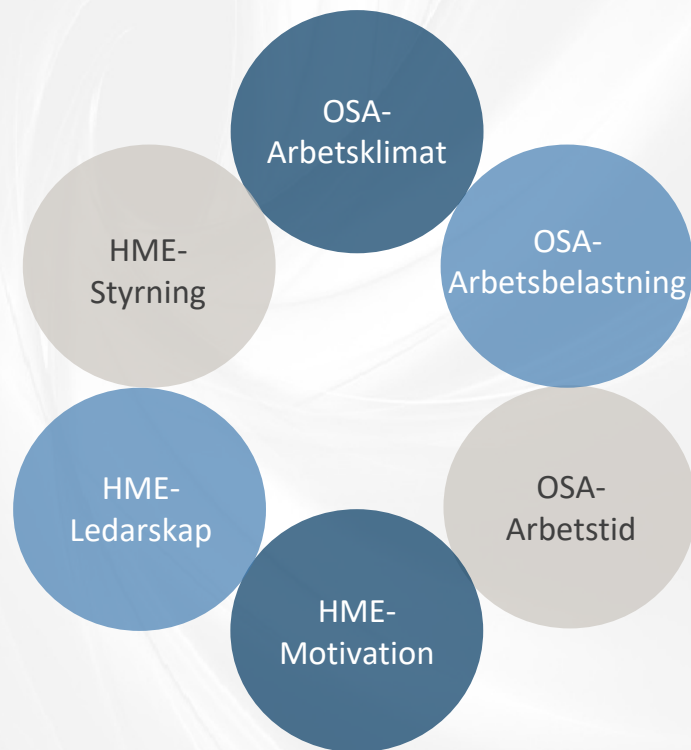 OSA-
Arbetsklimat
OSA-
Arbetsbelastning
OSA-
Arbetstid
HME-
Motivation
HME-
Ledarskap
HME-
Styrning